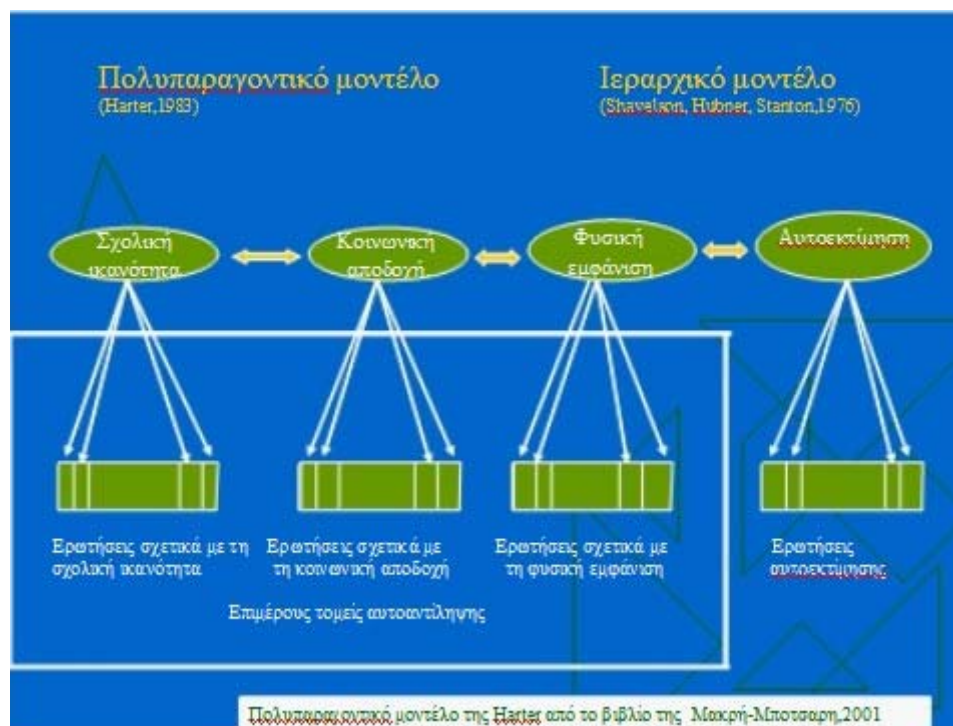 Πολυπαραγοντικό μοντέλο
(Harter,1983)
Ιεραρχικό μοντέλο
(Shavelson, Hubner, Stanton,1976)
Σχολική
ικανότητα
Κοινωνική
αποδοχή
Φυσική
εμφάνιση
Αυτοεκτίμηση
Ερωτήσεις σχετικά με τη
σχολική ικανότητα
Ερωτήσεις σχετικά με
τη κοινωνική αποδοχή
Ερωτήσεις σχετικά με
τη φυσική εμφάνιση
Ερωτήσεις
αυτοεκτίμησης
Επιμέρους τομείς αυτοαντίληψης
Πολυπαραγοντικό μοντέλο της Harter από το βιβλίο της Μακρή-Μποτσαρη,2001